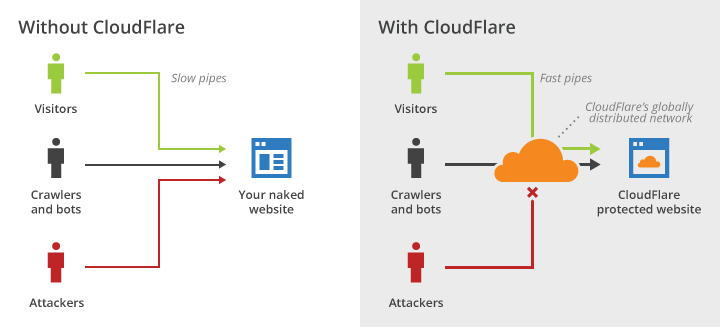 Without CloudFlare
Slow pipes
Visitors
Crawlers
and bots
Your naked
website
Attackers
With CloudFlare
Fast pipes
Visitors
CloudFlare's globally
distributed network
Crawlers
and bots
CloudFlare
protected website
Attackers